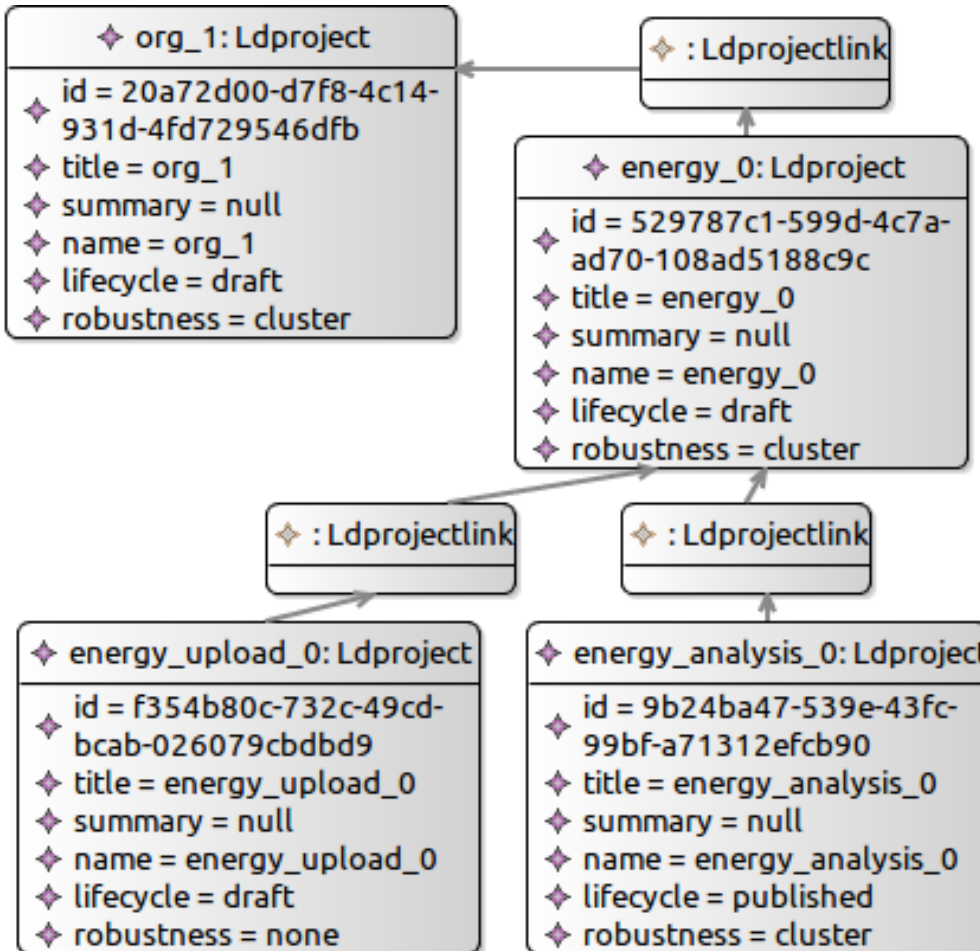 org_1: Ldproject
id = 20a72d00-d7f8-4c14-
931d-4fd729546dfb
title = org_1
summary = null
name = org_1
lifecycle = draft
robustness = cluster
: Ldprojectlink
energy_0: Ldproject
id = 529787c1-599d-4c7a-
ad70-108ad5188c9c
title = energy_0
summary = null
name = energy_0
lifecycle = draft
robustness = cluster
: Ldprojectlink
: Ldprojectlink
energy_upload_0: Ldproject
id = f354b80c-732c-49cd-
bcab-026079cbdbd9
title = energy_upload_0
summary = null
name = energy_upload_0
lifecycle = draft
robustness = none
energy_analysis_0: Ldproject
id = 9b24ba47-539e-43fc-
99bf-a71312efcb90
title = energy_analysis_0
summary = null
name = energy_analysis_0
lifecycle = published
robustness = cluster